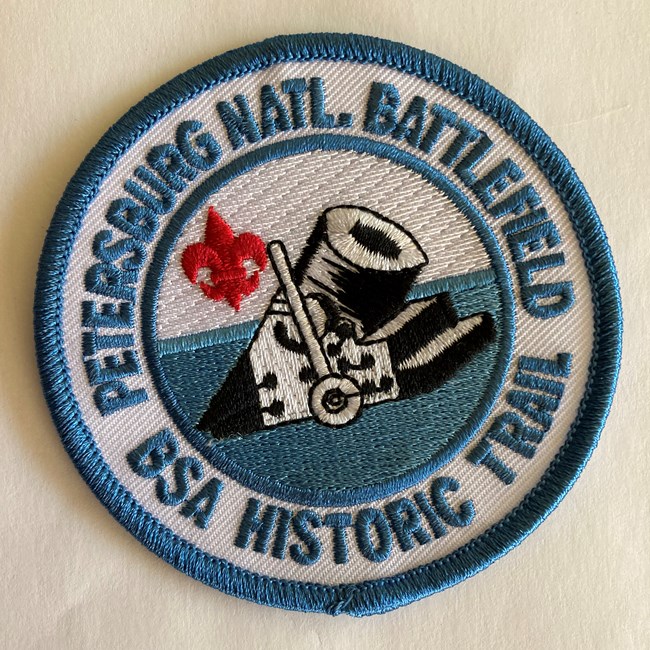 PETERSBURG NATL. BATTLEFIELD
BSA HISTORIC TRAIL